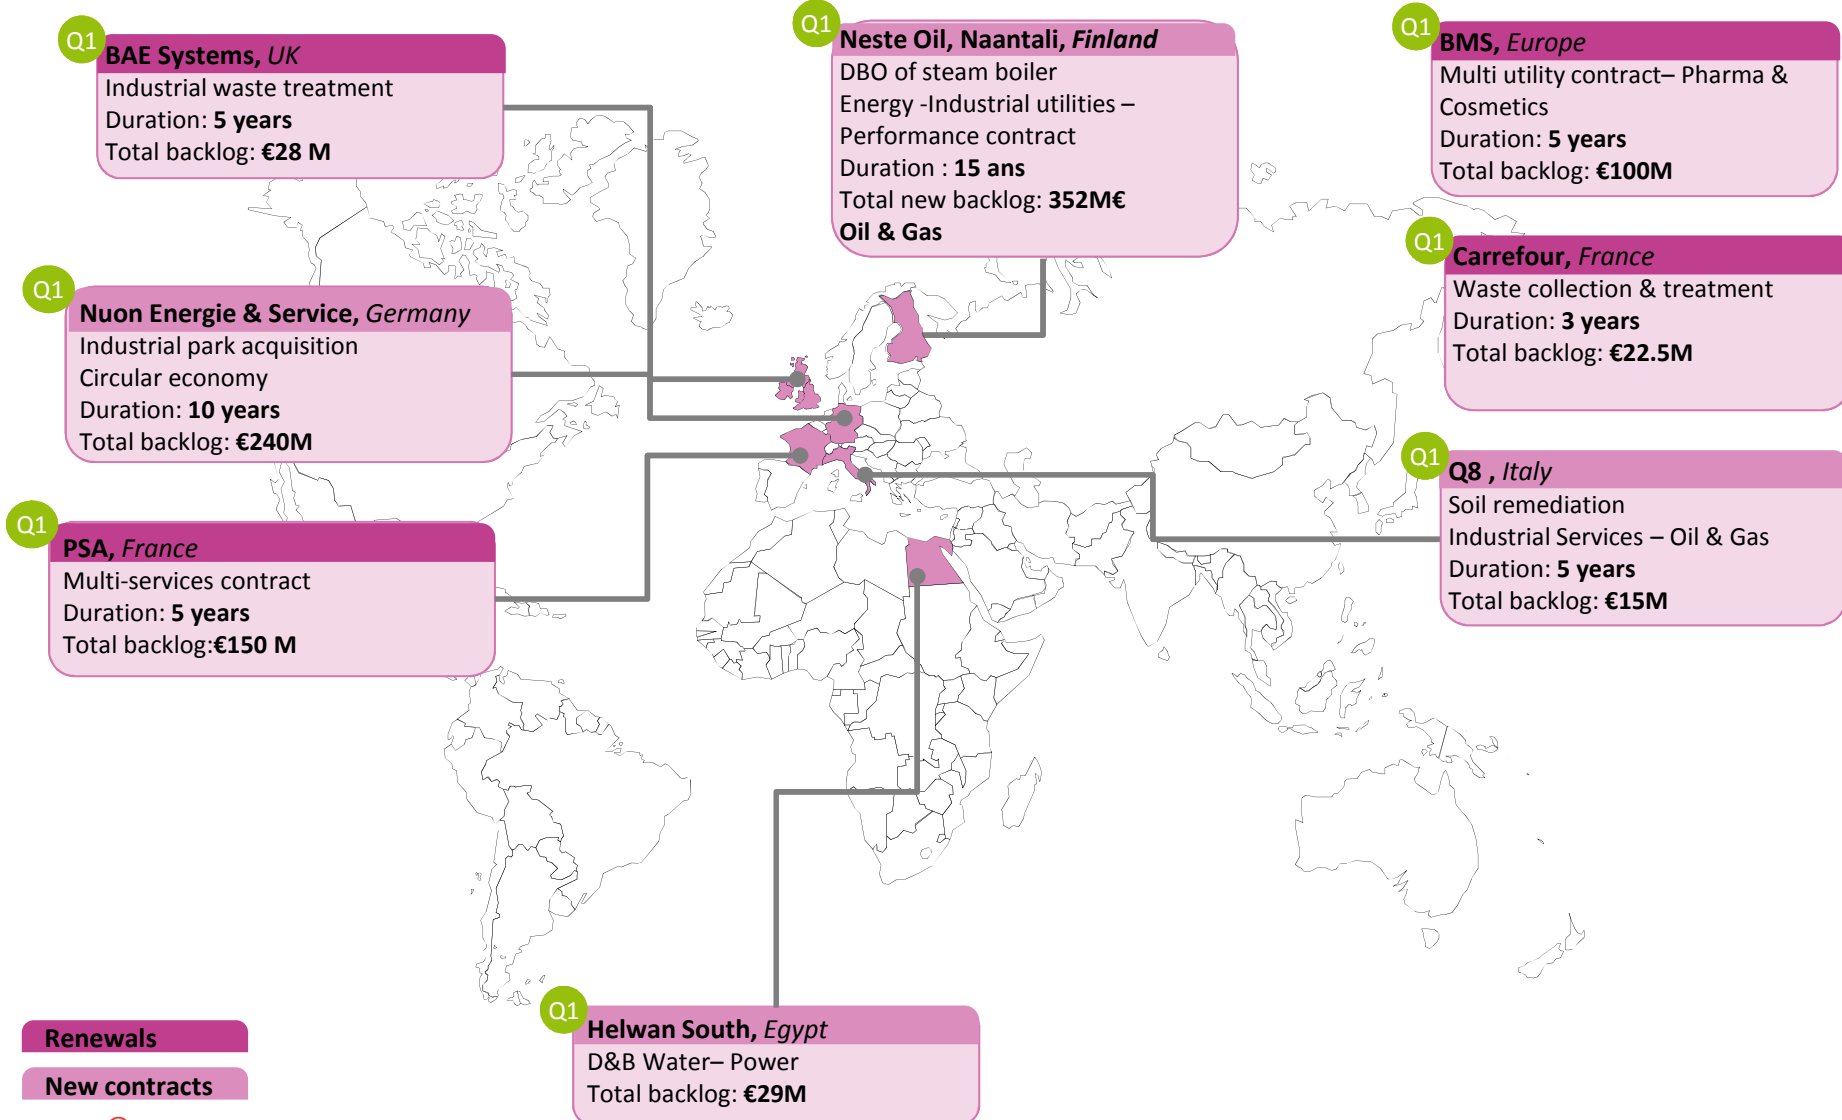 Q1
BAE Systems, UK
Industrial waste treatment
Duration: 5 years
Total backlog: €28 M
Q1
Neste Oil, Naantali, Finland
DBO of steam boiler
Energy -Industrial utilities –
Performance contract
Duration : 15 ans
Total new backlog: 352M€
Oil & Gas
Q1
BMS, Europe
Multi utility contract– Pharma &
Cosmetics
Duration: 5 years
Total backlog: €100M
Q1
Carrefour, France
Waste collection & treatment
Duration: 3 years
Total backlog: €22.5M
Q1
Nuon Energie & Service, Germany
Industrial park acquisition
Circular economy
Duration: 10 years
Total backlog: €240M
Q1
Q8 , Italy
Soil remediation
Industrial Services – Oil & Gas
Duration: 5 years
Total backlog: €15M
Q1
PSA, France
Multi-services contract
Duration: 5 years
Total backlog:€150 M
Q1
Helwan South, Egypt
D&B Water– Power
Total backlog: €29M
Renewals
New contracts